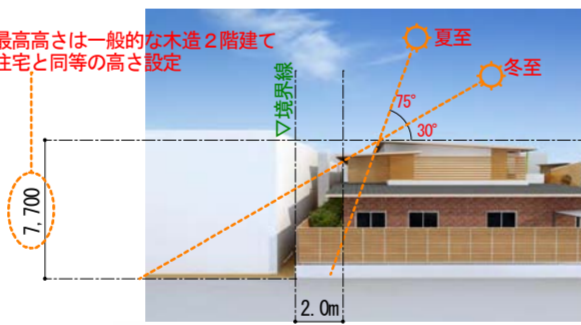 最高高さは一般的な木造２階建て
住宅と同等の高さ設定
夏至
冬至
▽境界線
75°
30°
7,700
2.0m